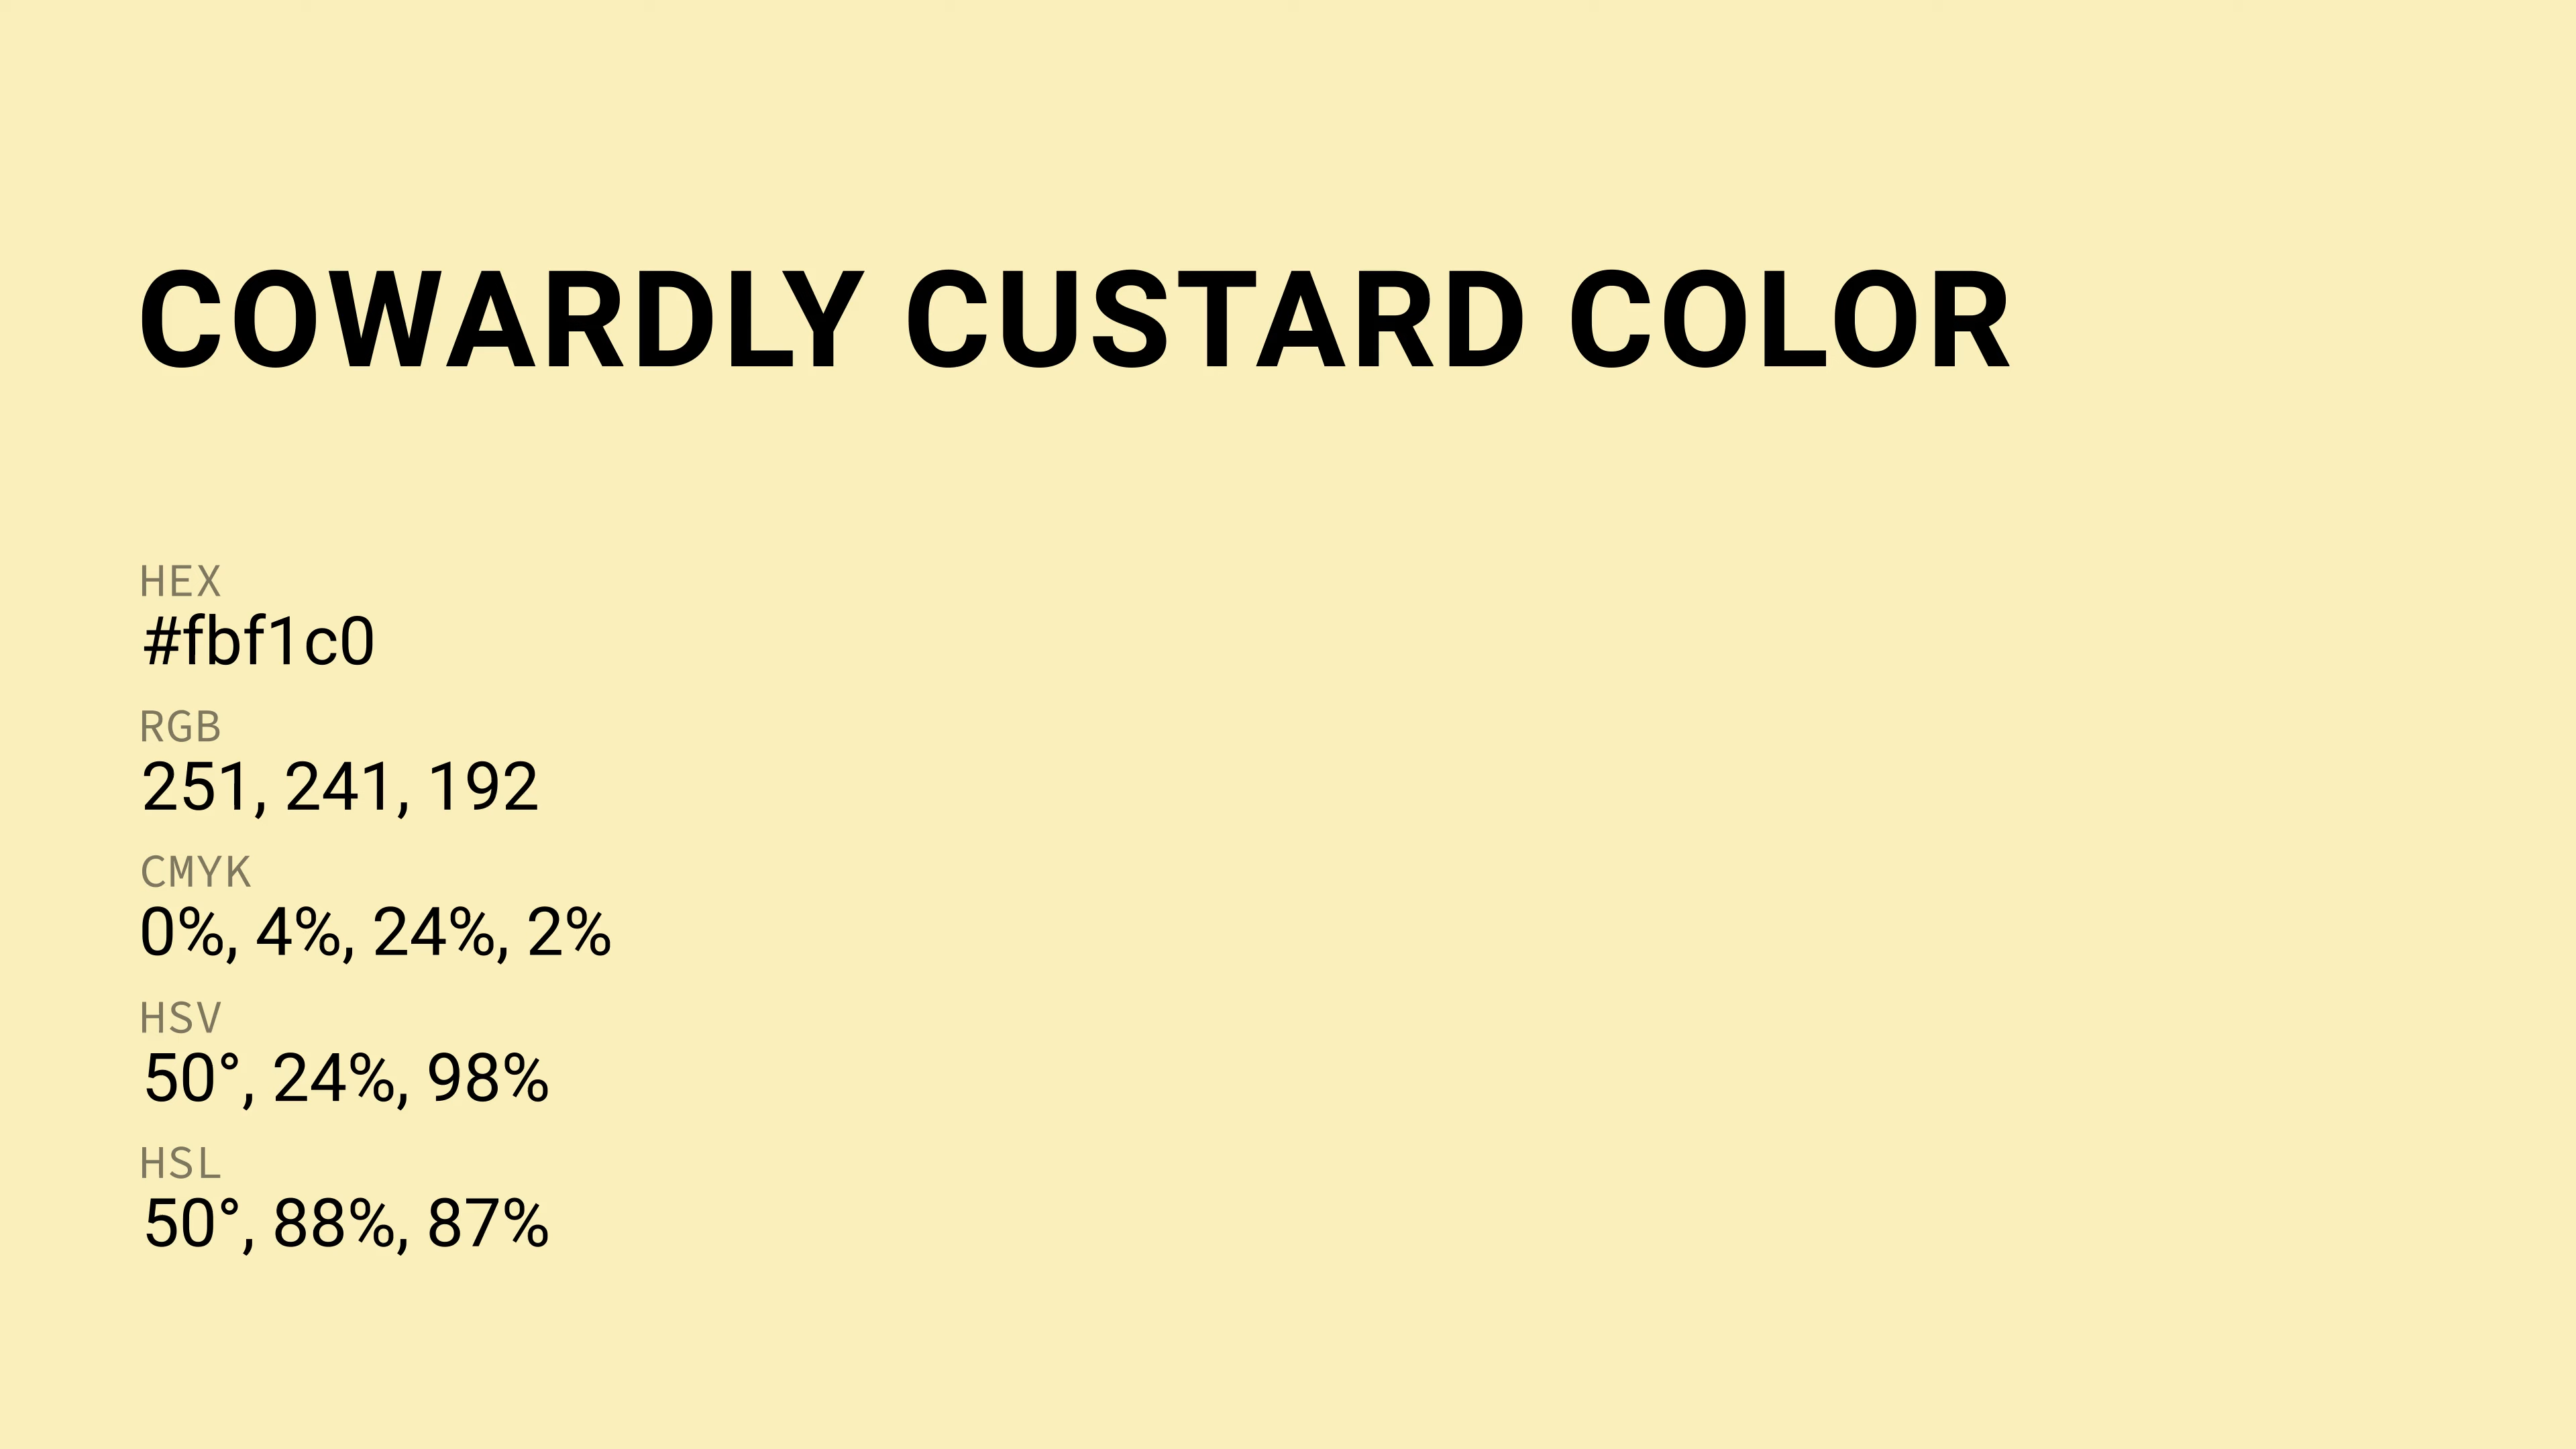 COWARDLY CUSTARD COLOR
HEX
#fbf1c0
RGB
251, 241, 192
CMYK
0%, 4%, 24%, 2%
HSV
50°, 24%, 98%
HSL
50°, 88%, 87%